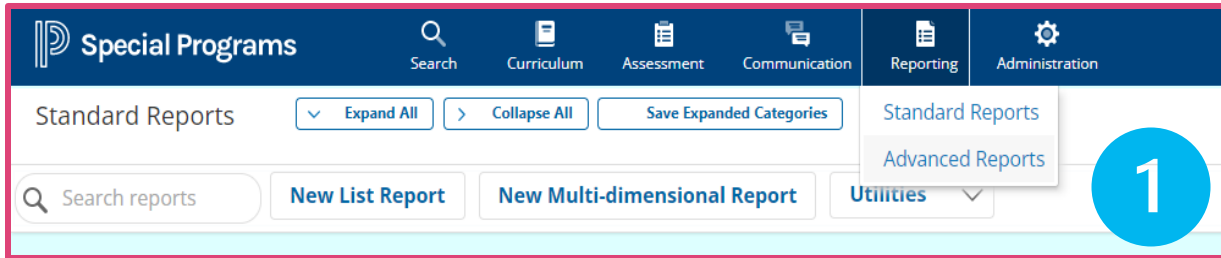 Special Programs
Search Curriculum Assessment Communication Reporting Administration
Standard Reports Expand All Collapse All Save Expanded Categories
Standard Reports
Advanced Reports
Search reports New List Report New Multi-dimensional Report Utilities
1